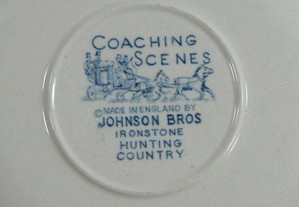 COACHING
SCENES
©MADE IN ENGLAND BY
JOHNSON BROS
IRONSTONE
HUNTING
COUNTRY